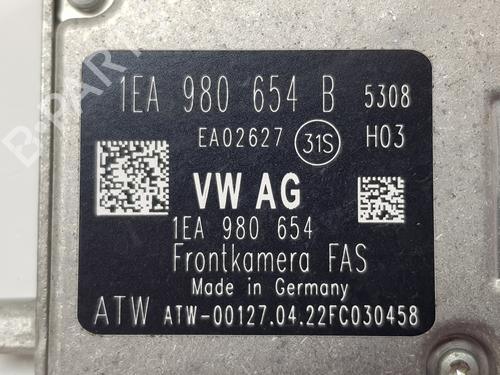 1EA 980 654 B 5308
EA02627 31S H03
VW AG
1EA 980 654
Frontkamera FAS
Made in Germany
ATW ATW-00127.04.22FC030458
B-PARTS